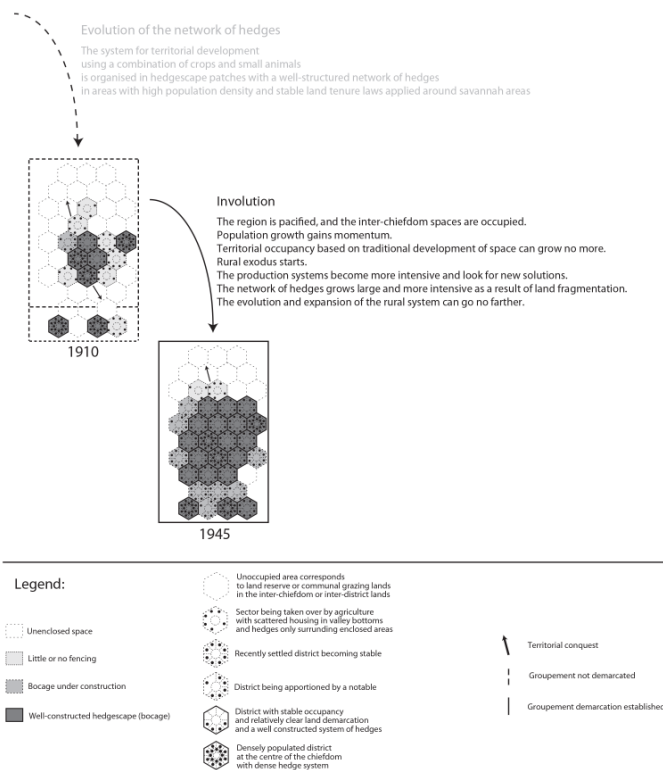 Evolution of the network of hedges
The system for territorial development
using a combination of crops and small animals
is organised in hedgescape patches with a well-structured network of hedges
in areas with high population density and stable land tenure laws applied around savannah areas
Involution
The region is pacified, and the inter-chiefdom spaces are occupied.
Population growth gains momentum.
Territorial occupancy based on traditional development of space can grow no more.
Rural exodus starts.
The production systems become more intensive and look for new solutions.
The network of hedges grows large and more intensive as a result of land fragmentation.
The evolution and expansion of the rural system can go no farther.
1910
1945
Legend:
Unenclosed space
Little or no fencing
Bocage under construction
Well-constructed hedgescape (bocage)
Unoccupied area corresponds
to land reserve or communal grazing lands
in the inter-chiefdom or inter-district lands
Sector being taken over by agriculture
with scattered housing in valley bottoms
and hedges only surrunding enclosed areas
Recently settled district becoming stable
District being apportioned by a notable
District with stable occupancy
and relatively clear land demarcation
and a well constructed system of hedges
Densely populated district
at the centre of the chiefdom
with dense hedge system
Territorial conquest
Groupement not demarcated
Groupement demarcation established